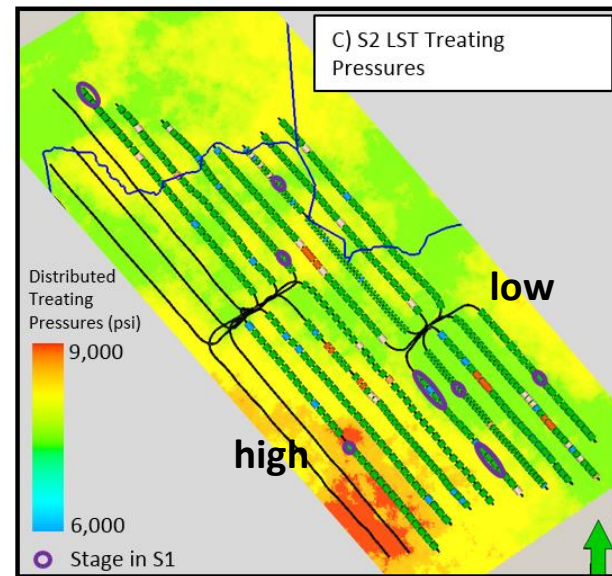 C) S2 LST Treating
Pressures
low
Distributed
Treating
Pressures (psi)
9,000
high
6,000
Stage in S1